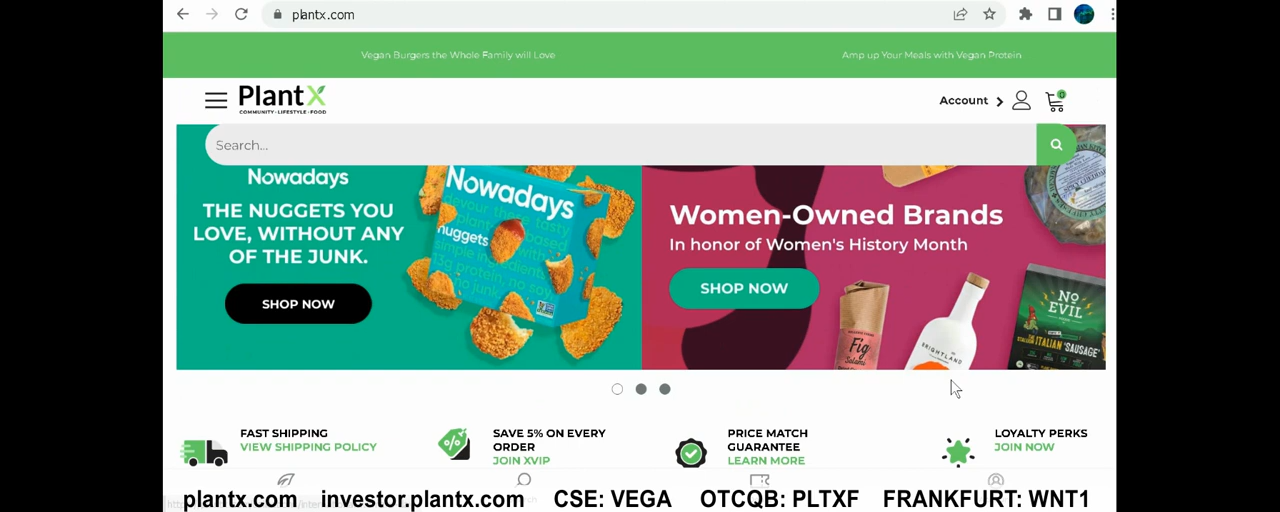 plantx.com
Vegan Burgers the Whole Family will Love
Amp up Your Meals with Vegan Protein
PlantX
COMMUNITY·LIFESTYLE·FOOD
Account
0
Search...
Nowadays
THE NUGGETS YOU
LOVE, WITHOUT ANY
OF THE JUNK.
SHOP NOW
Nowadays
nuggets
Women-Owned Brands
In honor of Women's History Month
SHOP NOW
Fig
Salami
BRIGHTLAND
NO
EVIL
ITALIAN 'SAUSAGE'
FAST SHIPPING
VIEW SHIPPING POLICY
SAVE 5% ON EVERY
ORDER
JOIN XVIP
PRICE MATCH
GUARANTEE
LEARN MORE
LOYALTY PERKS
JOIN NOW
plantx.com investor.plantx.com CSE: VEGA OTCQB: PLTXF FRANKFURT: WNT1